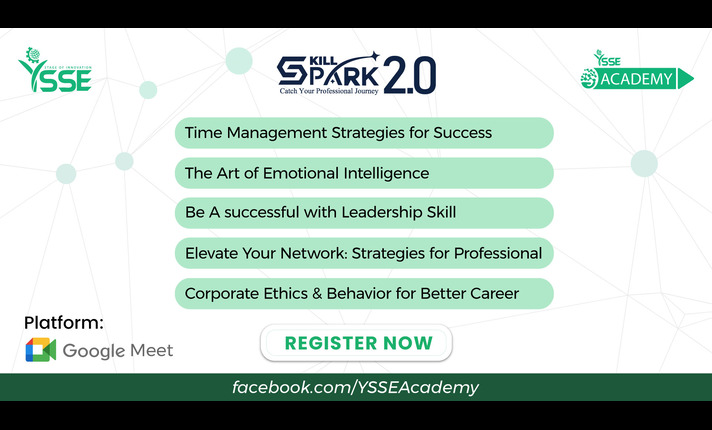 YSSE
STAGE OF INNOVATION
SKILL
SPARK 2.0
Catch Your Professional Journey
YSSE
ACADEMY
Time Management Strategies for Success
The Art of Emotional Intelligence
Be A successful with Leadership Skill
Elevate Your Network: Strategies for Professional
Corporate Ethics & Behavior for Better Career
Platform:
Google Meet
REGISTER NOW
facebook.com/YSSEAcademy